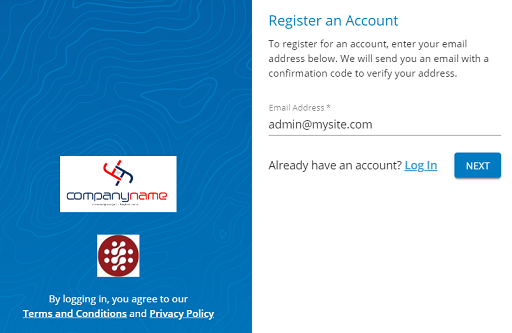 Register an Account
To register for an account, enter your email
address below. We will send you an email with a
confirmation code to verify your address.
Email Address *
admin@mysite.com
Already have an account? Log In
NEXT
companyname
By logging in, you agree to our
Terms and Conditions and Privacy Policy